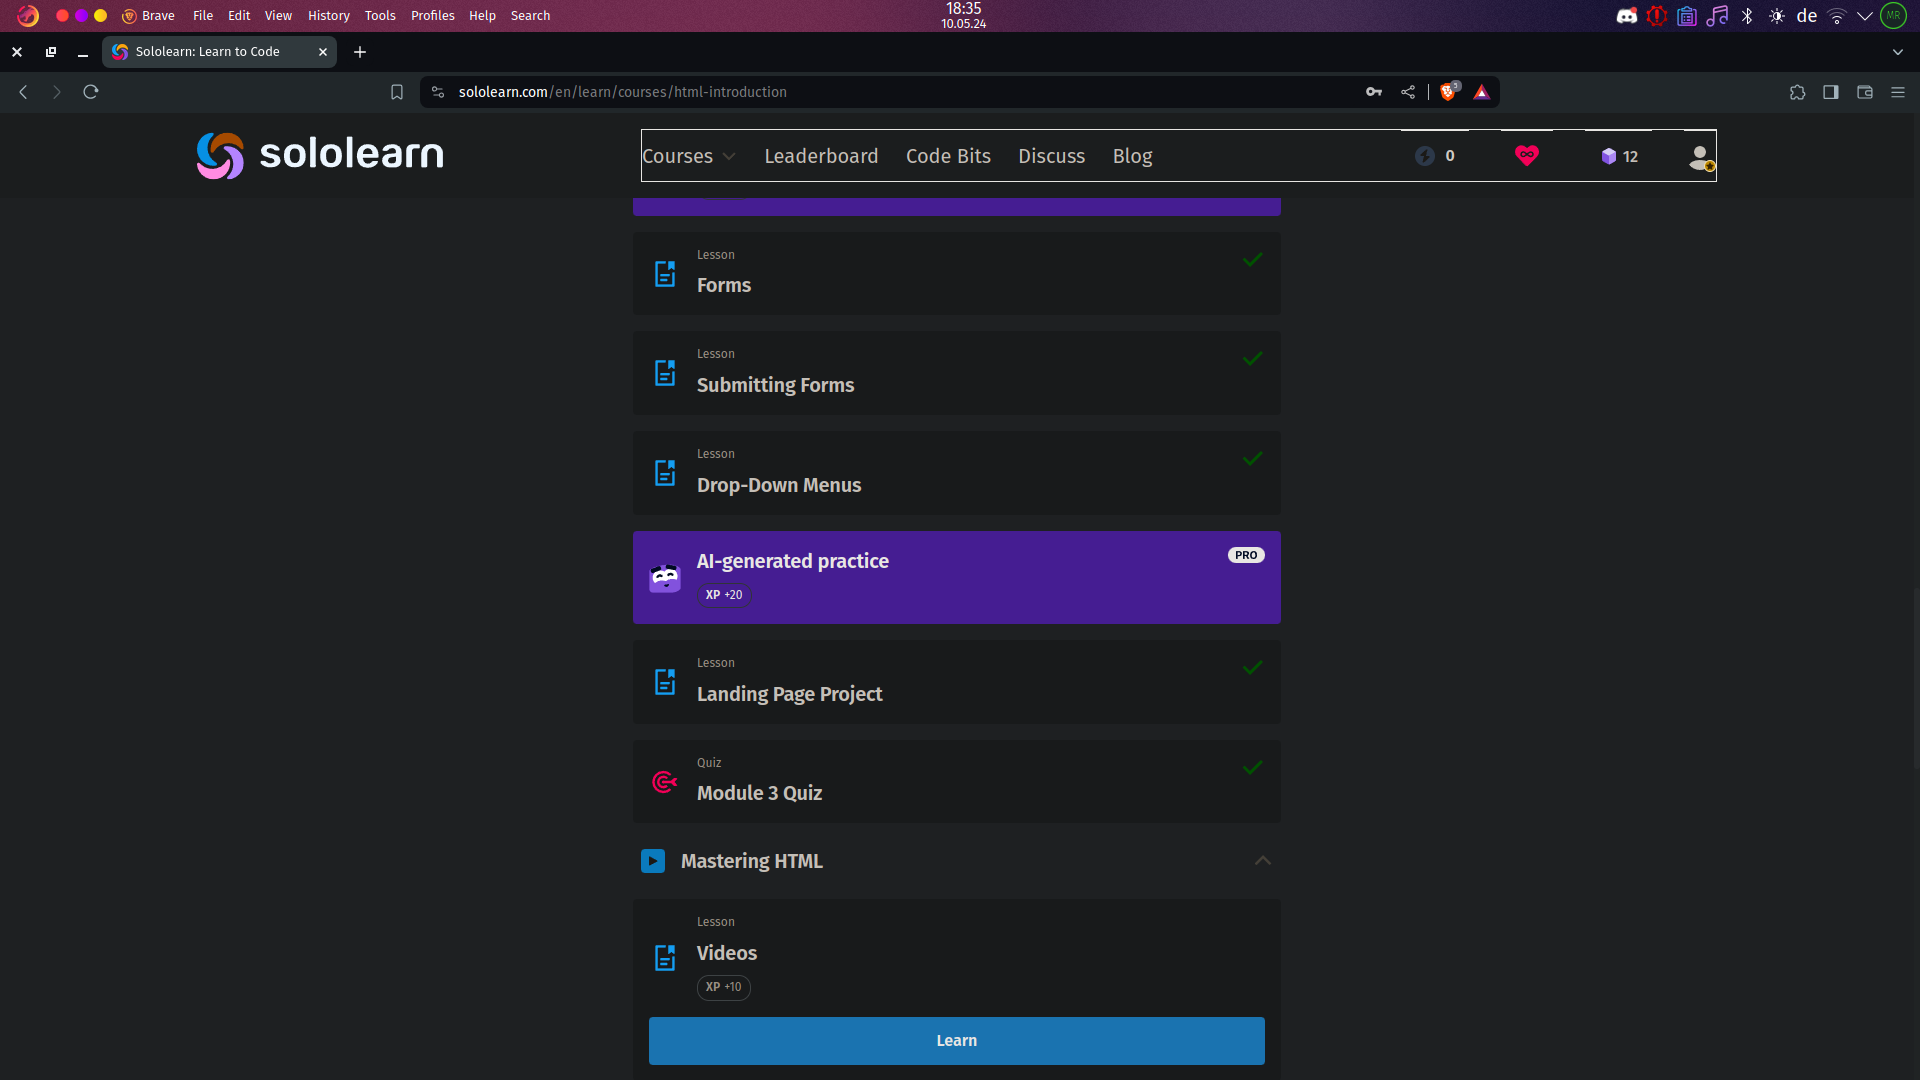 Brave File Edit View History Tools Profiles Help Search
18:35
10.05.24
de
MR
Sololearn: Learn to Code
sololearn.com/en/learn/courses/html-introduction
sololearn
Courses Leaderboard Code Bits Discuss Blog
0
12
Lesson
Forms
Lesson
Submitting Forms
Lesson
Drop-Down Menus
AI-generated practice
PRO
XP +20
Lesson
Landing Page Project
Quiz
Module 3 Quiz
Mastering HTML
Lesson
Videos
XP +10
Learn